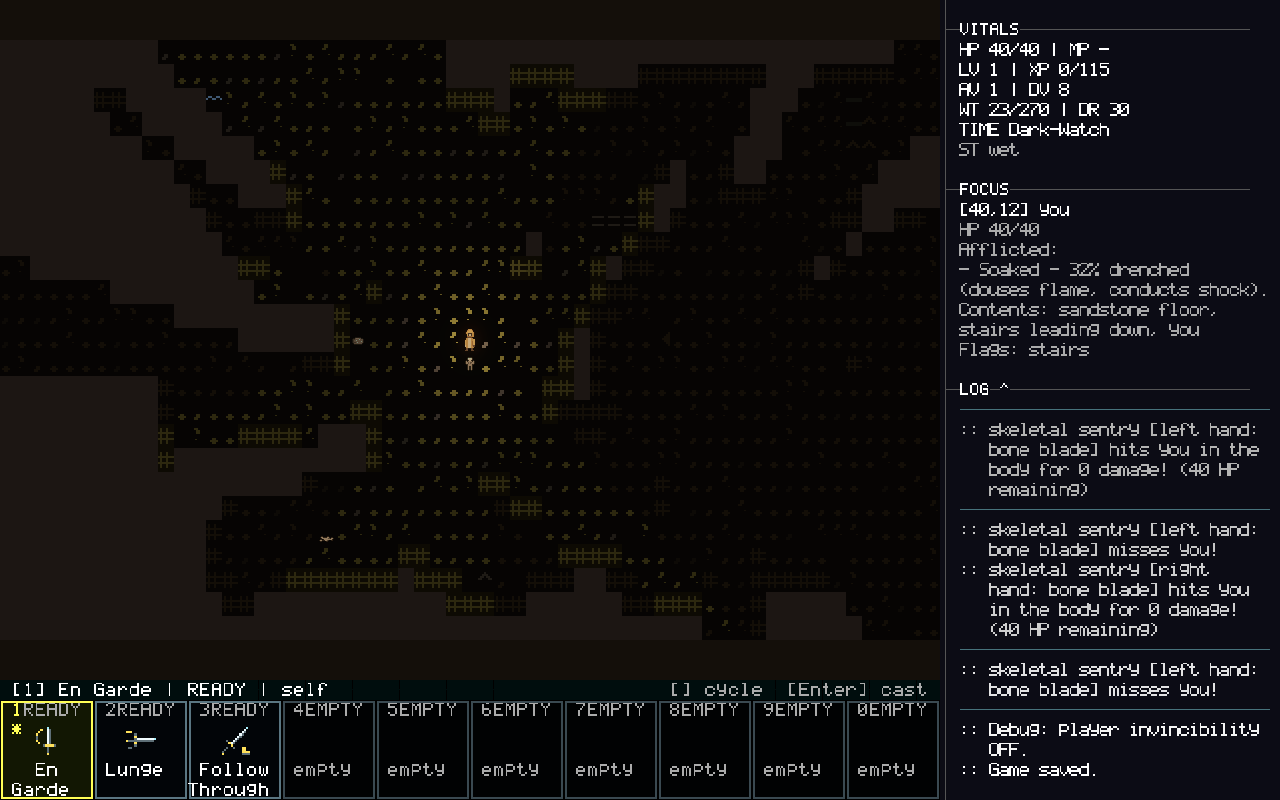 VITALS
HP 40/40 | MP -
LV 1 | XP 0/115
AV 1 | DV 8
WT 23/270 | DR 30
TIME Dark-Watch
ST wet
FOCUS
[40,12] You
HP 40/40
Afflicted:
- Soaked - 32% drenched
(douses flame, conducts shock).
Contents: sandstone floor,
stairs leading down, You
Flags: stairs
LOG ^
:: skeletal sentry [left hand:
bone blade] hits you in the
body for 0 damage! (40 HP
remaining)
:: skeletal sentry [left hand:
bone blade] misses you!
:: skeletal sentry [right
hand: bone blade] hits you
in the body for 0 damage!
(40 HP remaining)
:: skeletal sentry [left hand:
bone blade] misses you!
:: Debug: Player invincibility
OFF.
:: Game saved.
[1] En Garde | READY | self
[] cycle [Enter] cast
1READY 2READY 3READY 4EMPTY 5EMPTY 6EMPTY 7EMPTY 8EMPTY 9EMPTY 0EMPTY
*
En Garde
Lunge
Follow Through
empty empty empty empty empty empty empty